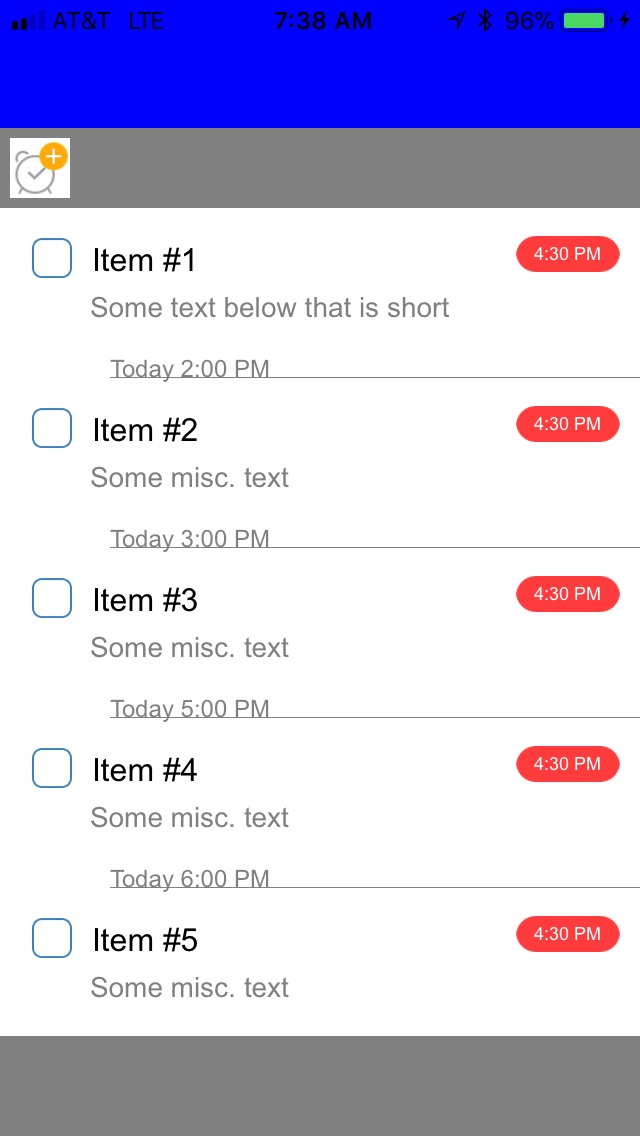 AT&T LTE 7:38 AM 96%
Item #1 4:30 PM
Some text below that is short
Today 2:00 PM
Item #2 4:30 PM
Some misc. text
Today 3:00 PM
Item #3 4:30 PM
Some misc. text
Today 5:00 PM
Item #4 4:30 PM
Some misc. text
Today 6:00 PM
Item #5 4:30 PM
Some misc. text